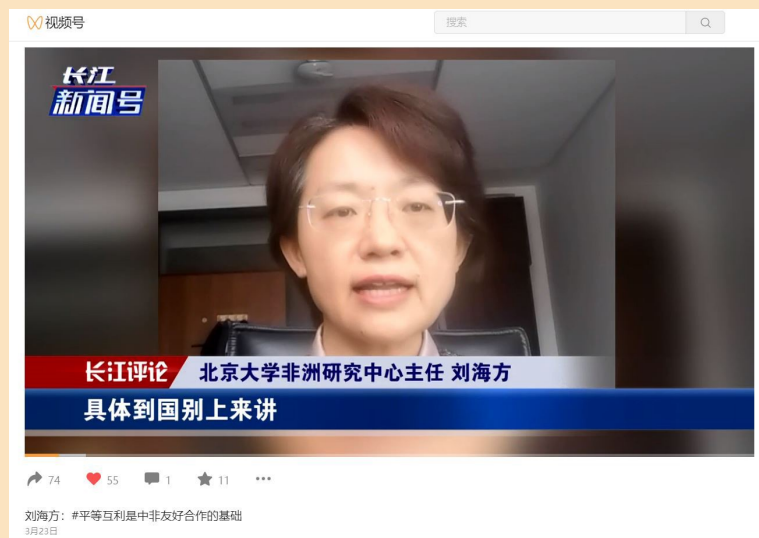 视频号
搜索
长江
新闻号
长江评论 北京大学非洲研究中心主任 刘海方
具体到国别上来讲
74 55 1 11
刘海方：#平等互利是中非友好合作的基础
3月23日